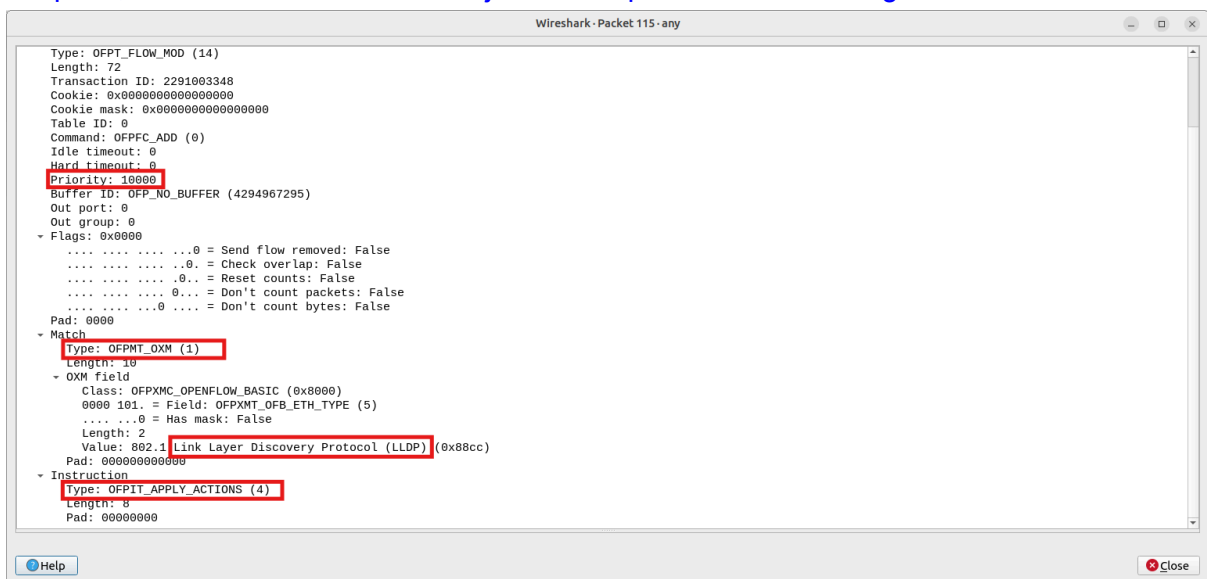 Wireshark · Packet 115 · any
Type: OFPT_FLOW_MOD (14)
Length: 72
Transaction ID: 2291003348
Cookie: 0x0000000000000000
Cookie mask: 0x0000000000000000
Table ID: 0
Command: OFPFC_ADD (0)
Idle timeout: 0
Hard timeout: 0
Priority: 10000
Buffer ID: OFP_NO_BUFFER (4294967295)
Out port: 0
Out group: 0
Flags: 0x0000
.... .... .... ...0 = Send flow removed: False
.... .... .... ..0. = Check overlap: False
.... .... .... .0.. = Reset counts: False
.... .... .... 0... = Don't count packets: False
.... .... ...0 .... = Don't count bytes: False
Pad: 0000
Match
Type: OFPMT_OXM (1)
Length: 10
OXM field
Class: OFPXMC_OPENFLOW_BASIC (0x8000)
0000 101. = Field: OFPXMT_OFB_ETH_TYPE (5)
.... ...0 = Has mask: False
Length: 2
Value: 802.1 Link Layer Discovery Protocol (LLDP) (0x88cc)
Pad: 000000000000
Instruction
Type: OFPIT_APPLY_ACTIONS (4)
Length: 8
Pad: 00000000
Help
Close